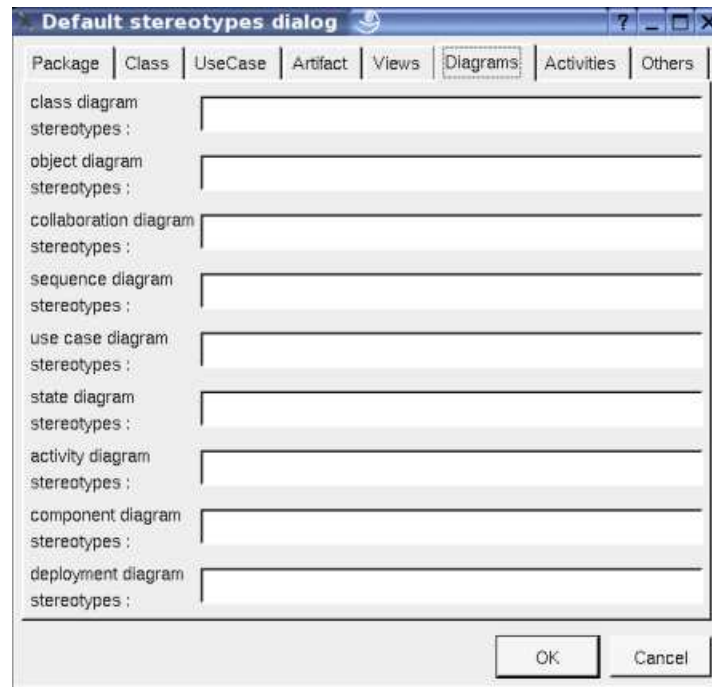 Default stereotypes dialog ?
Package Class UseCase Artifact Views Diagrams Activities Others
class diagram
stereotypes :
object diagram
stereotypes :
collaboration diagram
stereotypes :
sequence diagram
stereotypes :
use case diagram
stereotypes :
state diagram
stereotypes :
activity diagram
stereotypes :
component diagram
stereotypes :
deployment diagram
stereotypes :
OK Cancel